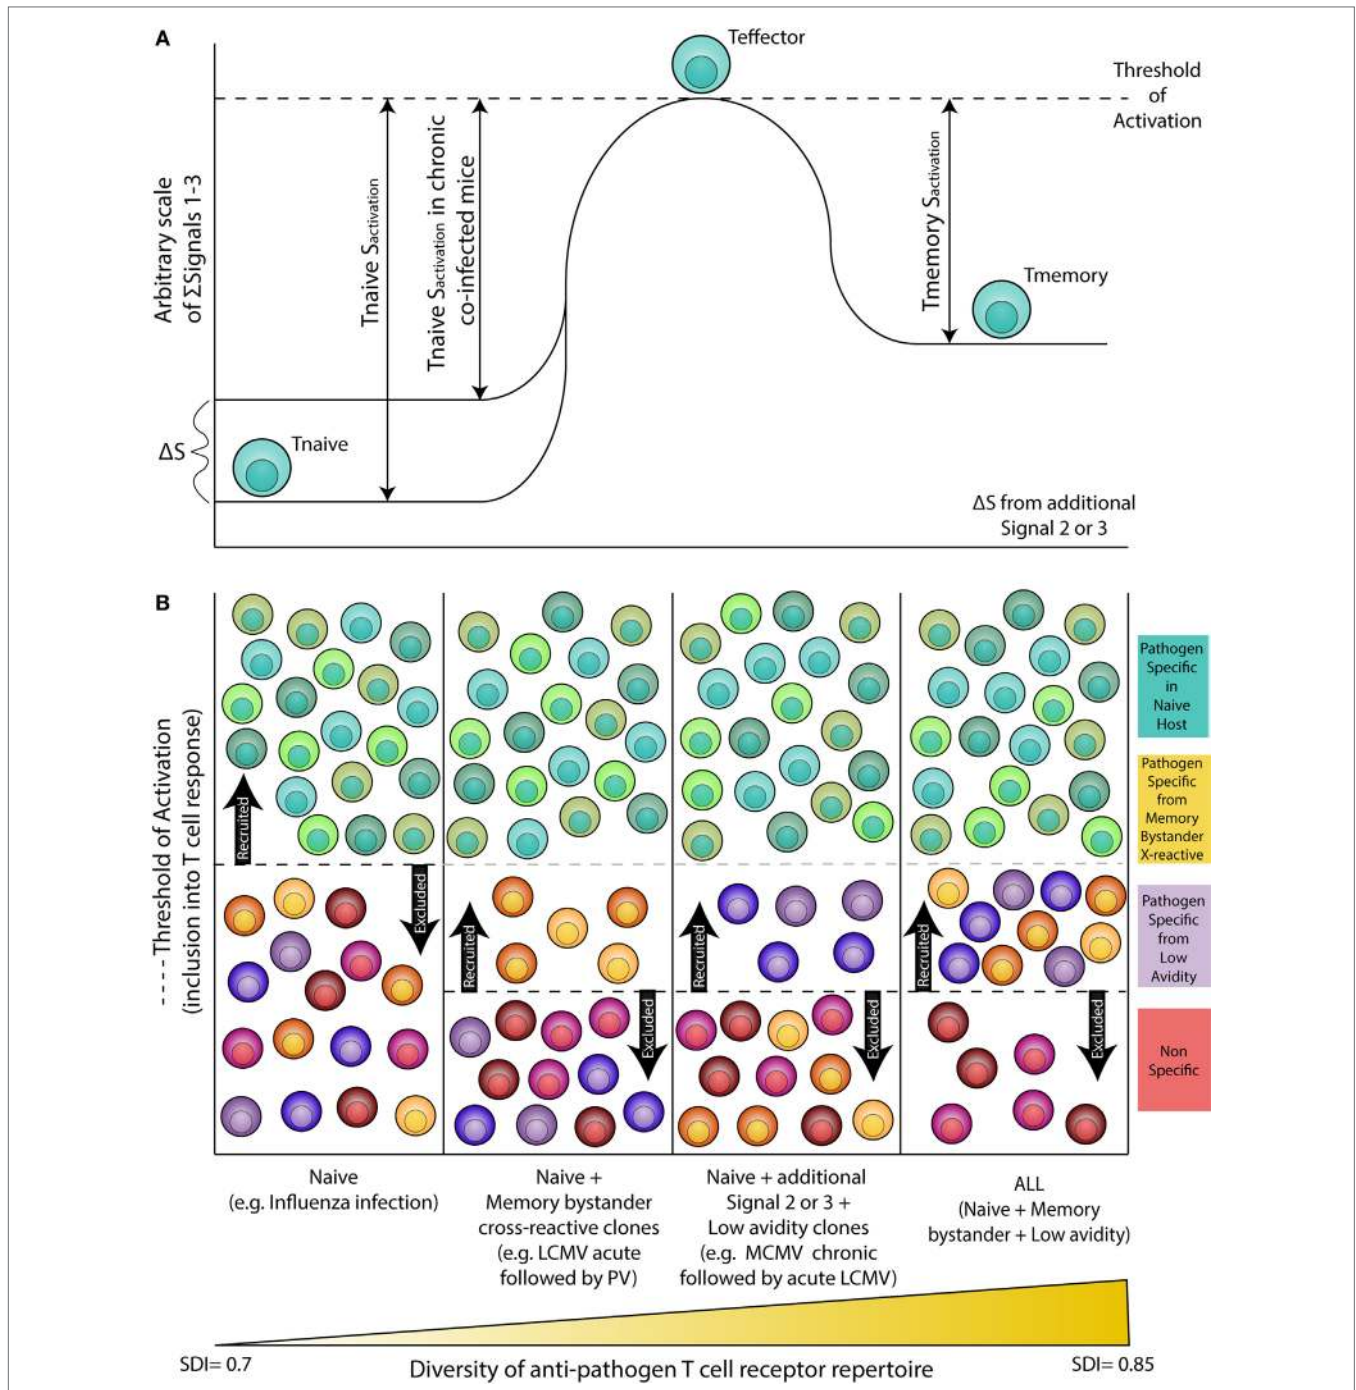 A
Teffector
Threshold
of
Activation
Arbitrary scale
of ΣSignals 1-3
Tnaive Sactivation
Tnaive Sactivation in chronic
co-infected mice
Tmemory Sactivation
Tmemory
ΔS
Tnaive
ΔS from additional
Signal 2 or 3
B
---- Threshold of Activation
(inclusion into T cell response)
Recruited
Excluded
Recruited
Excluded
Recruited
Excluded
Recruited
Excluded
Pathogen
Specific
in
Naive
Host
Pathogen
Specific
from
Memory
Bystander
X-reactive
Pathogen
Specific
from
Low
Avidity
Non
Specific
Naive
(e.g. Influenza infection)
Naive +
Memory bystander
cross-reactive clones
(e.g. LCMV acute
followed by PV)
Naive + additional
Signal 2 or 3 +
Low avidity clones
(e.g. MCMV chronic
followed by acute LCMV)
ALL
(Naive + Memory
bystander + Low avidity)
SDI= 0.7
Diversity of anti-pathogen T cell receptor repertoire
SDI= 0.85